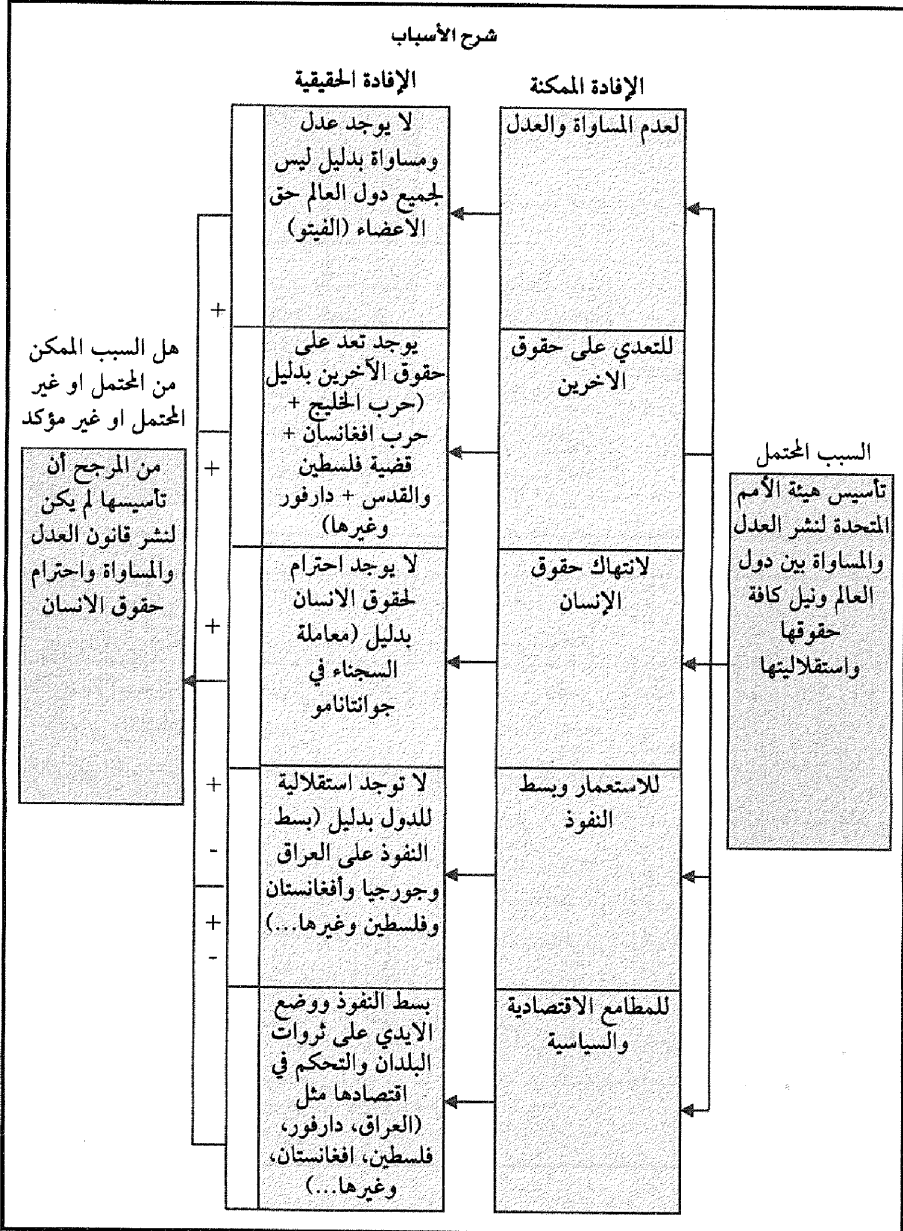 شرح الأسباب
الإفادة الممكنة
الإفادة الحقيقية
السبب المحتمل
تأسيس هيئة الأمم
المتحدة لنشر العدل
والمساواة بين دول
العالم ونيل كافة
حقوقها
واستقلاليتها
لعدم المساواة والعدل
للتعدي على حقوق
الاخرين
لانتهاك حقوق
الإنسان
للاستعمار وبسط
النفوذ
للمطامع الاقتصادية
والسياسية
لا يوجد عدل
ومساواة بدليل ليس
لجميع دول العالم حق
الاعضاء (الفيتو)
يوجد تعد على
حقوق الآخرين بدليل
(حرب الخليج +
حرب افغانسان +
قضية فلسطين
والقدس + دارفور
وغيرها)
لا يوجد احترام
لحقوق الانسان
بدليل (معاملة
السجناء في
جوانتانامو
لا توجد استقلالية
للدول بدليل (بسط
النفوذ على العراق
وجورجيا وأفغانستان
وفلسطين وغيرها...)
بسط النفوذ ووضع
الايدي على ثروات
البلدان والتحكم في
اقتصادها مثل
(العراق، دارفور،
فلسطين، افغانستان،
وغيرها...)
+
+
+
+
-
+
-
هل السبب الممكن
من المحتمل او غير
المحتمل او غير مؤكد
من المرجح أن
تأسيسها لم يكن
لنشر قانون العدل
والمساواة واحترام
حقوق الانسان